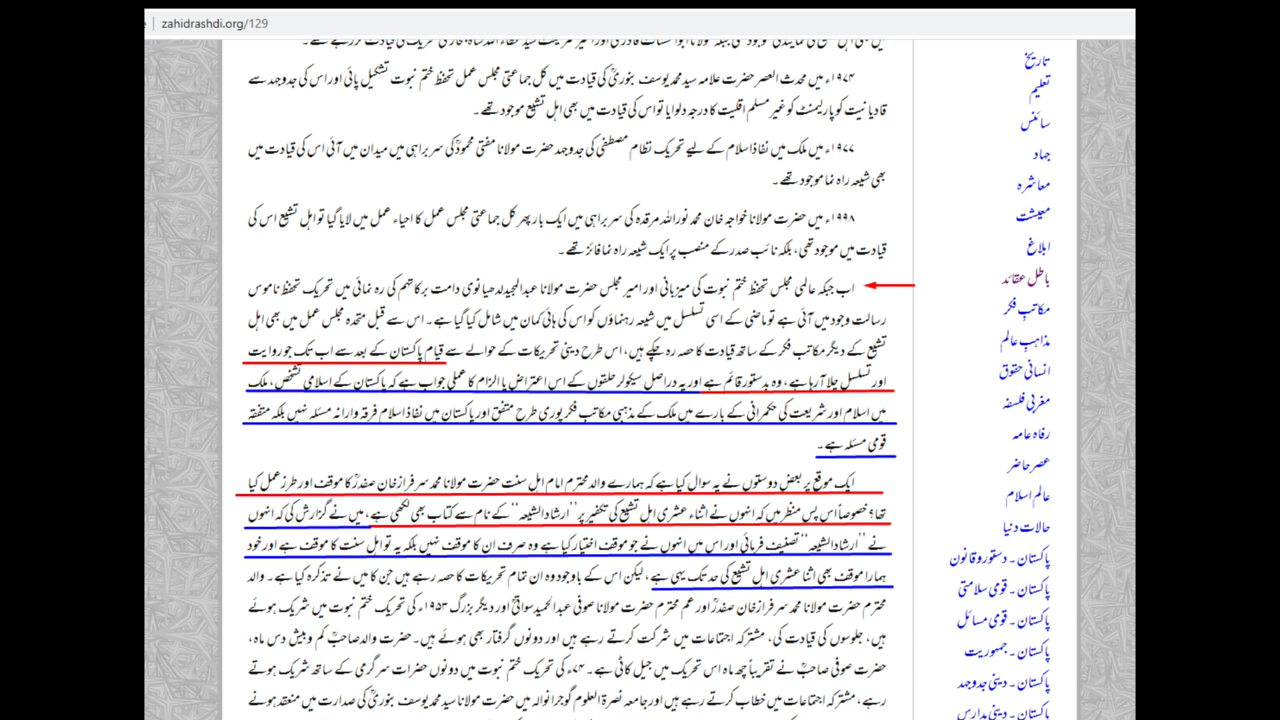 zahidrashdi.org/129
۱۹۷۴ء میں محدث العصر حضرت علامہ سید محمد یوسف بنوریؒ کی قیادت میں کل جماعتی مجلس عمل تحفظ ختم نبوت تشکیل پائی اور اس کی جدوجہد سے
قادیانیت کو پارلیمنٹ کو غیر مسلم اقلیت کا درجہ دلوایا تو اس کی قیادت میں بھی اہل تشیع موجود تھے۔
۱۹۷۷ء میں ملک میں نفاذ اسلام کے لیے تحریک نظام مصطفی کی جدوجہد حضرت مولانا مفتی محمودؒ کی سربراہی میں میدان میں آئی اس کی قیادت میں
بھی شیعہ راہ نما موجود تھے۔
۱۹۹۸ء میں حضرت مولانا خواجہ خان محمد نور اللہ مرقدہ کی سربراہی میں ایک بار پھر کل جماعتی مجلس عمل کا احیاء عمل میں لایا گیا تو اہل تشیع اس کی
قیادت میں موجود تھی، بلکہ نائب صدر کے منصب پر ایک شیعہ راہ نما فائز تھے۔
اب جبکہ عالمی مجلس تحفظ ختم نبوت کی میزبانی اور امیر مجلس حضرت مولانا عبد المجید لدھیانوی دامت برکاتہم کی رہ نمائی میں تحریک تحفظ ناموس
رسالت وجود میں آئی ہے تو ماضی کے اسی تسلسل میں شیعہ رہنماؤں کو اس کی ہائی کمان میں شامل کیا گیا ہے۔ اس سے قبل متحدہ مجلس عمل میں بھی اہل
تشیع کے دیگر مکاتب فکر کے ساتھ قیادت کا حصہ رہ چکے ہیں، اس طرح دینی تحریکات کے حوالے سے قیام پاکستان کے بعد سے اب تک جو روایت
اور تسلسل چلا آرہا ہے، وہ بدستور قائم ہے اور یہ دراصل سیکولر حلقوں کے اس اعتراض یا الزام کا عملی جواب ہے کہ پاکستان کے اسلامی تشخص، ملک
میں اسلام اور شریعت کی حکمرانی کے بارے میں ملک کے مذہبی مکاتب فکر پوری طرح متفق اور پاکستان میں نفاذ اسلام فرقہ وارانہ مسئلہ نہیں بلکہ متفقہ
قومی مسئلہ ہے۔
ایک موقع پر بعض دوستوں نے یہ سوال کیا ہے کہ ہمارے والد محترم امام اہل سنت حضرت مولانا محمد سرفراز خان صفدرؒ کا موقف اور طرز عمل کیا
تھا؟ خصوصاً اس پس منظر میں کہ انہوں نے اثناء عشری اہل تشیع کی تکفیر پر ’’ارشاد الشیعہ‘‘ کے نام سے کتاب بھی لکھی ہے، میں نے گزارش کی کہ انہوں
نے ’’ارشاد الشیعہ‘‘ تصنیف فرمائی اور اس میں انہوں نے جو موقف اختیار کیا ہے وہ صرف ان کا موقف نہیں بلکہ یہ تو اہل سنت کا موقف ہے اور خود
ہمارا موقف بھی اثنا عشری اہل تشیع کی حد تک یہی ہے، لیکن اس کے باوجود وہ ان تمام تحریکات کا حصہ رہے ہیں جن کا میں نے تذکرہ کیا ہے۔ والد
محترم حضرت مولانا محمد سرفراز خان صفدرؒ اور عم محترم حضرت مولانا صوفی عبد الحمید سواتیؒ اور دیگر بزرگ ۱۹۵۳ء کی تحریک ختم نبوت میں شریک ہوئے
ہیں، جلوسوں کی قیادت کی، مشترکہ اجتماعات میں شرکت کرتے رہے ہیں اور دونوں گرفتار بھی ہوئے ہیں۔ حضرت والد صاحبؒ کم و بیش دس ماہ،
حضرت صوفی صاحبؒ نے تقریباً چھ ماہ اس تحریک میں جیل کاٹی ہے۔ ۷۴ء کی تحریک ختم نبوت میں دونوں حضرات سرگرمی کے ساتھ شریک ہوتے
رہے، مشترکہ اجتماعات میں خطاب کرتے رہے ہیں اور جامعہ نصرۃ العلوم گوجرانوالہ میں حضرت مولانا سید محمد یوسف بنوریؒ کی صدارت میں منعقد ہونے
تاریخ
تعلیم
سائنس
جہاد
معاشرہ
معیشت
ابلاغ
باطل عقائد
مکاتبِ فکر
مذاہبِ عالم
انسانی حقوق
مغربی فلسفہ
رفاہ عامہ
عصر حاضر
عالم اسلام
حالات دنیا
پاکستان ۔ دستور و قانون
پاکستان ۔ قومی سلامتی
پاکستان ۔ قومی مسائل
پاکستان ۔ جمہوریت
پاکستان ۔ دینی جدوجہد
پاکستان ۔ دینی مدارس